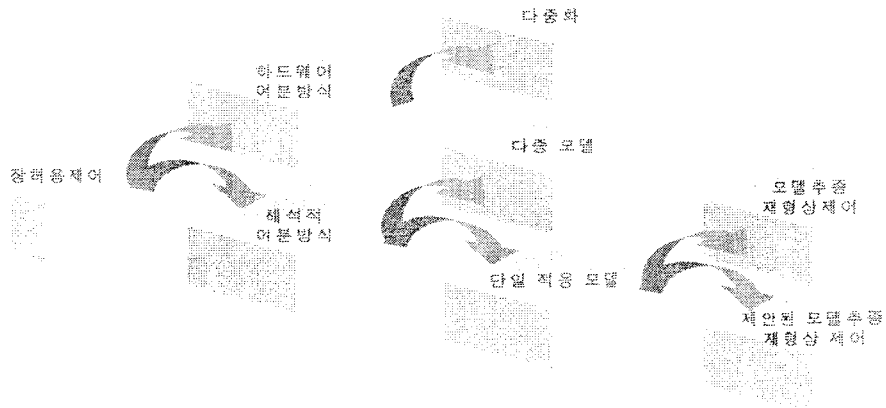 다중화
하드웨어
여분방식
다중 모델
장허용제어
해석적
여분방식
모델추종
재형상제어
단일 적응 모델
제안된 모델추종
재형상 제어